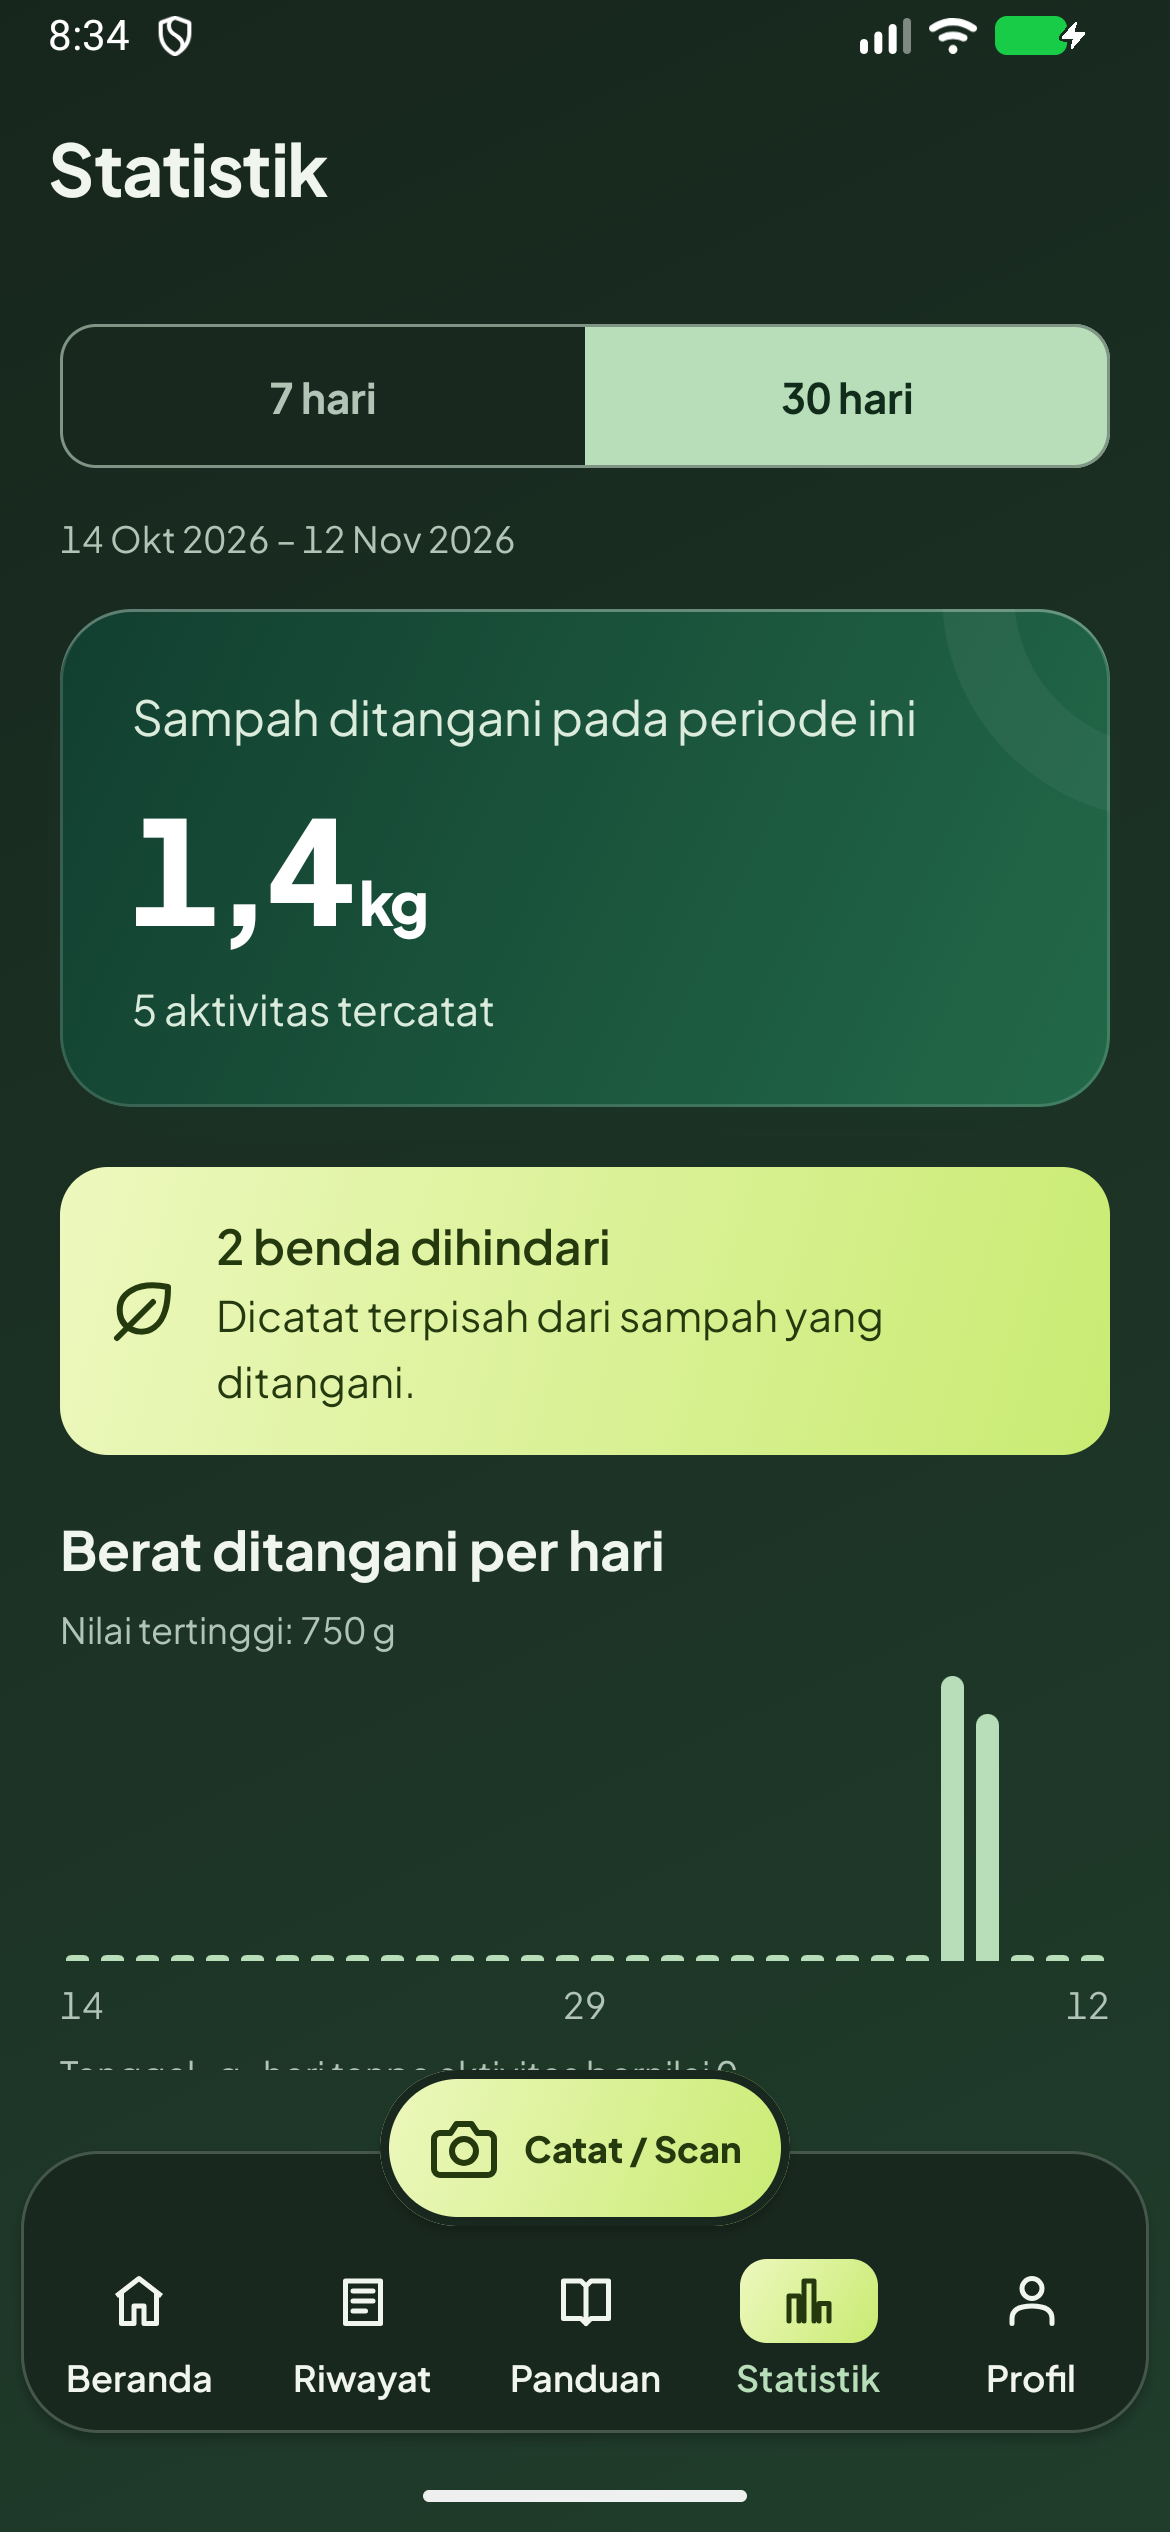 8:34
Statistik
7 hari
30 hari
14 Okt 2026 – 12 Nov 2026
Sampah ditangani pada periode ini
1,4 kg
5 aktivitas tercatat
2 benda dihindari
Dicatat terpisah dari sampah yang
ditangani.
Berat ditangani per hari
Nilai tertinggi: 750 g
14 29 12
Catat / Scan
Beranda Riwayat Panduan Statistik Profil